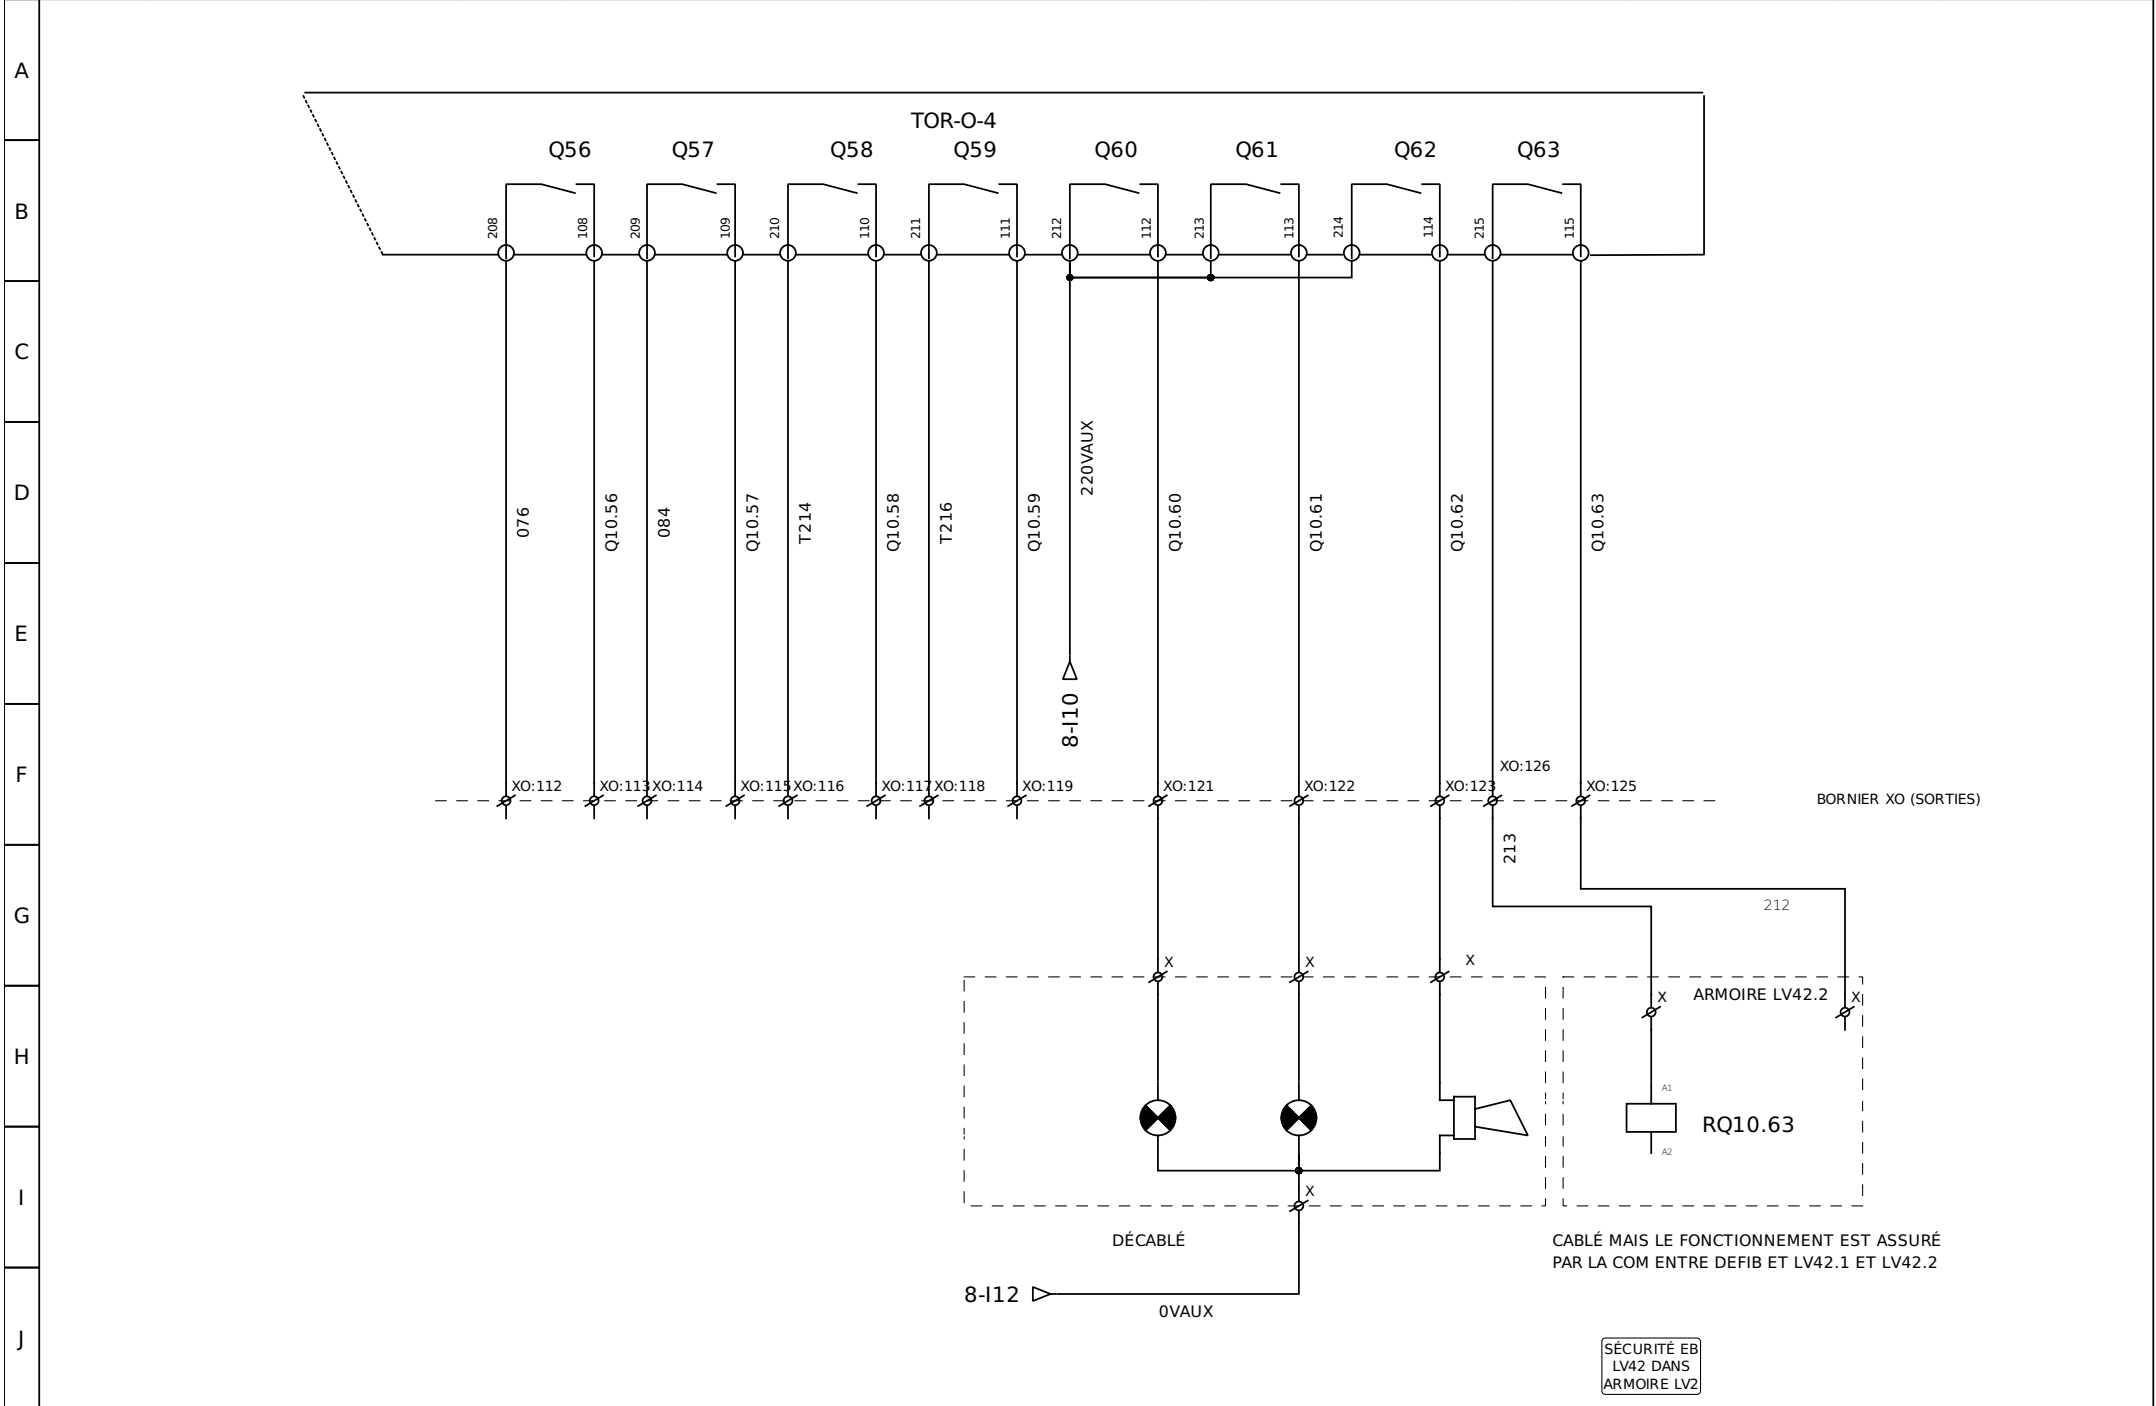 A
TOR-O-4
Q56 Q57 Q58 Q59 Q60 Q61 Q62 Q63
B
208 108 209 109 210 110 211 111 212 112 213 113 214 114 215 115
C
D
220VAUX
076 Q10.56 084 Q10.57 T214 Q10.58 T216 Q10.59 Q10.60 Q10.61 Q10.62 Q10.63
E
8-I10
F
XO:126
XO:112 XO:113 XO:114 XO:115 XO:116 XO:117 XO:118 XO:119 XO:121 XO:122 XO:123 XO:125
BORNIER XO (SORTIES)
213
G
212
X X X
ARMOIRE LV42.2
X X
H
A1
RQ10.63
A2
I
X
DÉCABLÉ
CABLÉ MAIS LE FONCTIONNEMENT EST ASSURÉ
PAR LA COM ENTRE DEFIB ET LV42.1 ET LV42.2
8-I12
0VAUX
J
SÉCURITÉ EB
LV42 DANS
ARMOIRE LV2